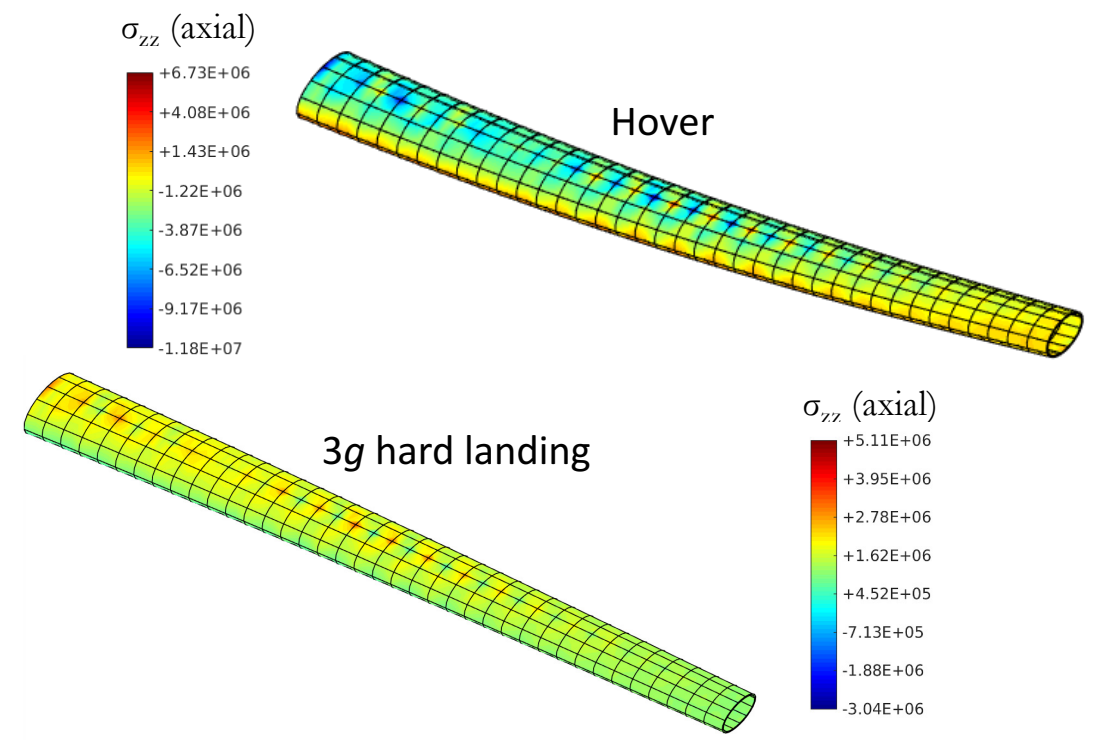 σzz (axial)
+6.73E+06
+4.08E+06
+1.43E+06
-1.22E+06
-3.87E+06
-6.52E+06
-9.17E+06
-1.18E+07
Hover
3g hard landing
σzz (axial)
+5.11E+06
+3.95E+06
+2.78E+06
+1.62E+06
+4.52E+05
-7.13E+05
-1.88E+06
-3.04E+06